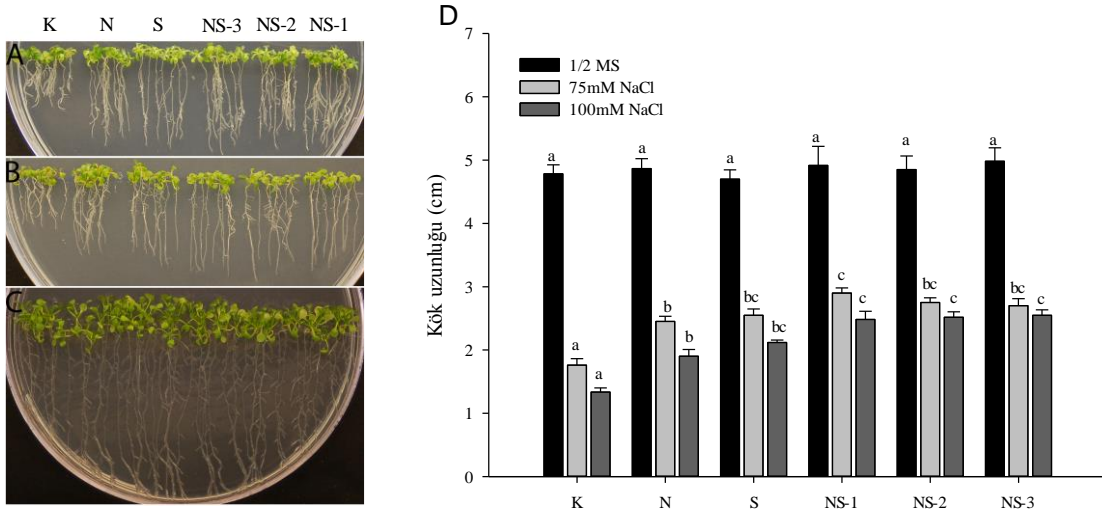 K N S NS-3 NS-2 NS-1
A
B
C
D
Kök uzunluğu (cm)
7
6
5
4
3
2
1
0
1/2 MS
75mM NaCl
100mM NaCl
a a a a a a
a b bc c bc bc
a b bc c c c
K N S NS-1 NS-2 NS-3